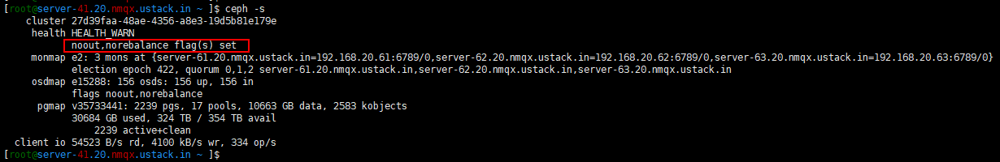 [root@server-41.20.nmqx.ustack.in ~ ]$ ceph -s
cluster 27d39faa-48ae-4356-a8e3-19d5b81e179e
health HEALTH_WARN
noout,norebalance flag(s) set
monmap e2: 3 mons at {server-61.20.nmqx.ustack.in=192.168.20.61:6789/0,server-62.20.nmqx.ustack.in=192.168.20.62:6789/0,server-63.20.nmqx.ustack.in=192.168.20.63:6789/0}
election epoch 422, quorum 0,1,2 server-61.20.nmqx.ustack.in,server-62.20.nmqx.ustack.in,server-63.20.nmqx.ustack.in
osdmap e15288: 156 osds: 156 up, 156 in
flags noout,norebalance
pgmap v35733441: 2239 pgs, 17 pools, 10663 GB data, 2583 kobjects
30684 GB used, 324 TB / 354 TB avail
2239 active+clean
client io 54523 B/s rd, 4100 kB/s wr, 334 op/s
[root@server-41.20.nmqx.ustack.in ~ ]$